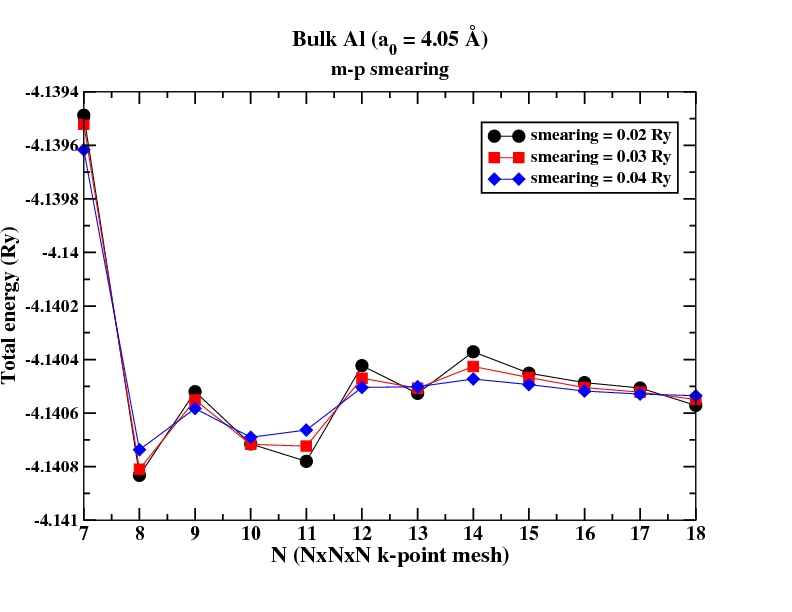 Bulk Al (a0 = 4.05 Å)
m-p smearing
-4.1394
-4.1396
-4.1398
-4.14
-4.1402
-4.1404
-4.1406
-4.1408
-4.141
Total energy (Ry)
smearing = 0.02 Ry
smearing = 0.03 Ry
smearing = 0.04 Ry
7 8 9 10 11 12 13 14 15 16 17 18
N (NxNxN k-point mesh)